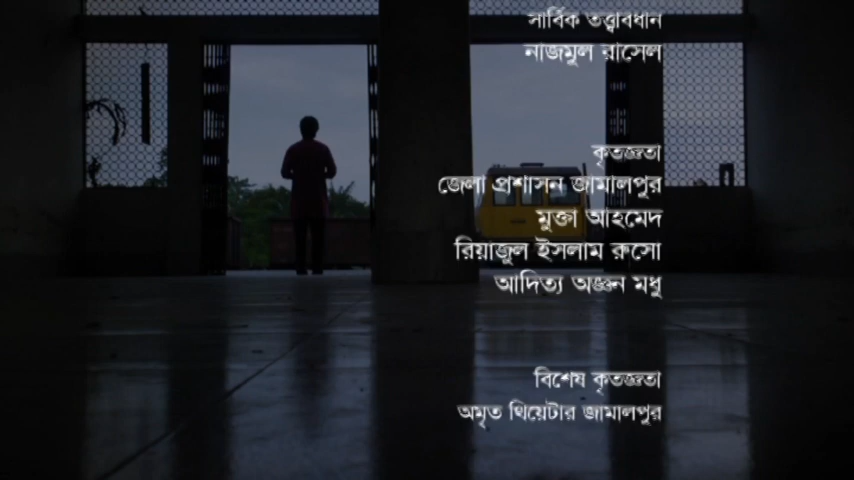 সার্বিক তত্ত্বাবধান
নাজমুল রাসেল
কৃতজ্ঞতা
জেলা প্রশাসন জামালপুর
মুক্তা আহমেদ
রিয়াজুল ইসলাম রুসো
আদিত্য অঞ্জন মধু
বিশেষ কৃতজ্ঞতা
অমৃত থিয়েটার জামালপুর